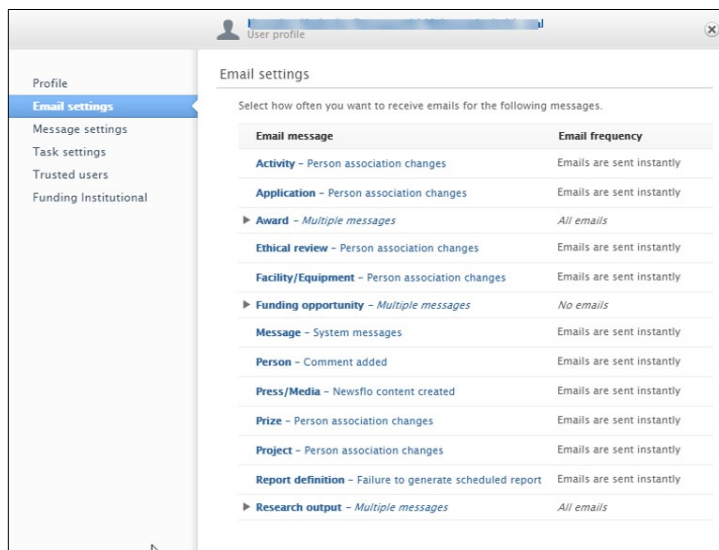 User profile
Profile
Email settings
Message settings
Task settings
Trusted users
Funding Institutional
Email settings
Select how often you want to receive emails for the following messages.
Email message Email frequency
Activity – Person association changes Emails are sent instantly
Application – Person association changes Emails are sent instantly
Award – Multiple messages All emails
Ethical review – Person association changes Emails are sent instantly
Facility/Equipment – Person association changes Emails are sent instantly
Funding opportunity – Multiple messages No emails
Message – System messages Emails are sent instantly
Person – Comment added Emails are sent instantly
Press/Media – Newsflo content created Emails are sent instantly
Prize – Person association changes Emails are sent instantly
Project – Person association changes Emails are sent instantly
Report definition – Failure to generate scheduled report Emails are sent instantly
Research output – Multiple messages All emails